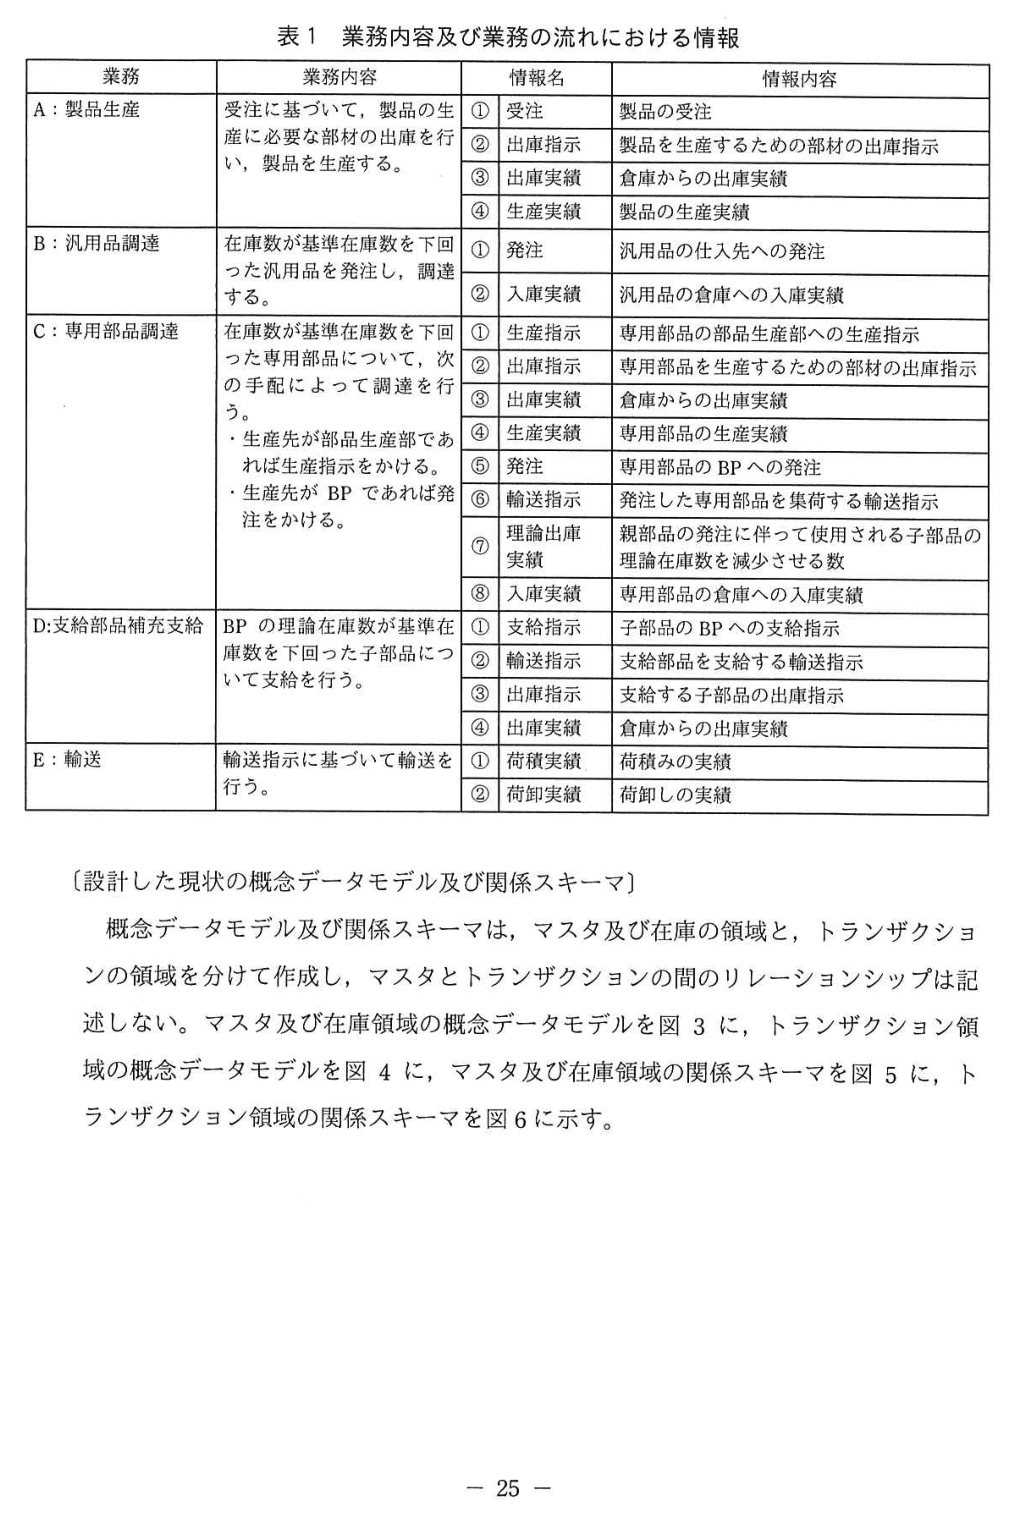 表1　業務内容及び業務の流れにおける情報
業務　業務内容　情報名　情報内容
A：製品生産
受注に基づいて，製品の生
産に必要な部材の出庫を行
い，製品を生産する。
①　受注　製品の受注
②　出庫指示　製品を生産するための部材の出庫指示
③　出庫実績　倉庫からの出庫実績
④　生産実績　製品の生産実績
B：汎用品調達
在庫数が基準在庫数を下回
った汎用品を発注し，調達
する。
①　発注　汎用品の仕入先への発注
②　入庫実績　汎用品の倉庫への入庫実績
C：専用部品調達
在庫数が基準在庫数を下回
った専用部品について，次
の手配によって調達を行
う。
・生産先が部品生産部であ
れば生産指示をかける。
・生産先が BP であれば発
注をかける。
①　生産指示　専用部品の部品生産部への生産指示
②　出庫指示　専用部品を生産するための部材の出庫指示
③　出庫実績　倉庫からの出庫実績
④　生産実績　専用部品の生産実績
⑤　発注　専用部品の BP への発注
⑥　輸送指示　発注した専用部品を集荷する輸送指示
⑦　理論出庫　親部品の発注に伴って使用される子部品の
実績　理論在庫数を減少させる数
⑧　入庫実績　専用部品の倉庫への入庫実績
D:支給部品補充支給
BP の理論在庫数が基準在
庫数を下回った子部品につ
いて支給を行う。
①　支給指示　子部品の BP への支給指示
②　輸送指示　支給部品を支給する輸送指示
③　出庫指示　支給する子部品の出庫指示
④　出庫実績　倉庫からの出庫実績
E：輸送
輸送指示に基づいて輸送を
行う。
①　荷積実績　荷積みの実績
②　荷卸実績　荷卸しの実績
〔設計した現状の概念データモデル及び関係スキーマ〕
概念データモデル及び関係スキーマは，マスタ及び在庫の領域と，トランザクショ
ンの領域を分けて作成し，マスタとトランザクションの間のリレーションシップは記
述しない。マスタ及び在庫領域の概念データモデルを図 3 に，トランザクション領
域の概念データモデルを図 4 に，マスタ及び在庫領域の関係スキーマを図 5 に，ト
ランザクション領域の関係スキーマを図 6 に示す。
－ 25 －